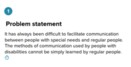 1
Problem statement
It has always been difficult to facilitate communication
between people with special needs and regular people.
The methods of communication used by people with
disabilities cannot be simply learned by regular people.